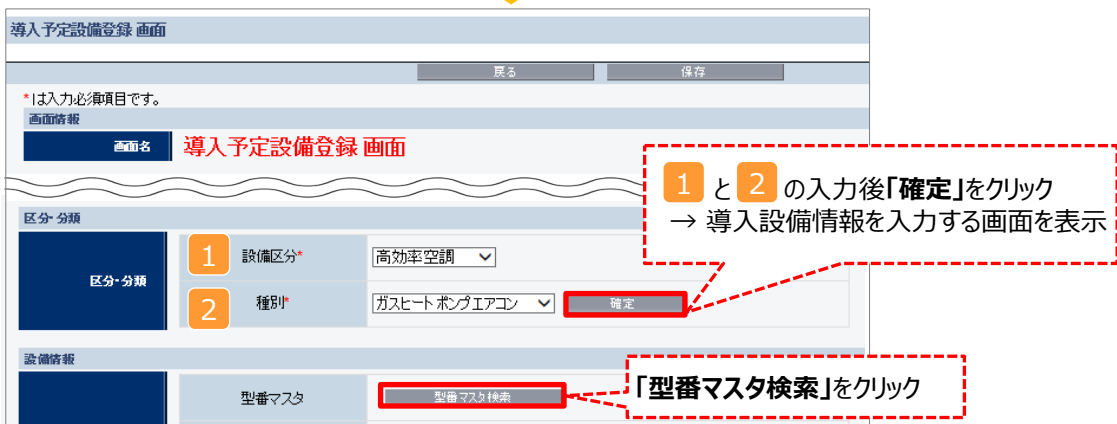 導入予定設備登録 画面
戻る
保存
*は入力必須項目です。
画面情報
画面名
導入予定設備登録 画面
1 と 2 の入力後「確定」をクリック
→ 導入設備情報を入力する画面を表示
区分・分類
区分・分類
1
設備区分*
高効率空調
2
種別*
ガスヒートポンプエアコン
確定
設備情報
型番マスタ
型番マスタ検索
「型番マスタ検索」をクリック